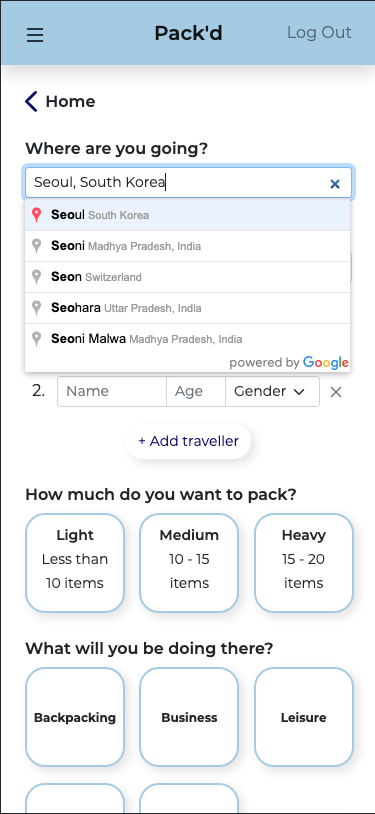 Pack'd
Log Out
Home
Where are you going?
Seoul, South Korea
Seoul South Korea
Seoni Madhya Pradesh, India
Seon Switzerland
Seohara Uttar Pradesh, India
Seoni Malwa Madhya Pradesh, India
powered by Google
2. Name Age Gender
+ Add traveller
How much do you want to pack?
Light
Less than
10 items
Medium
10 - 15
items
Heavy
15 - 20
items
What will you be doing there?
Backpacking
Business
Leisure